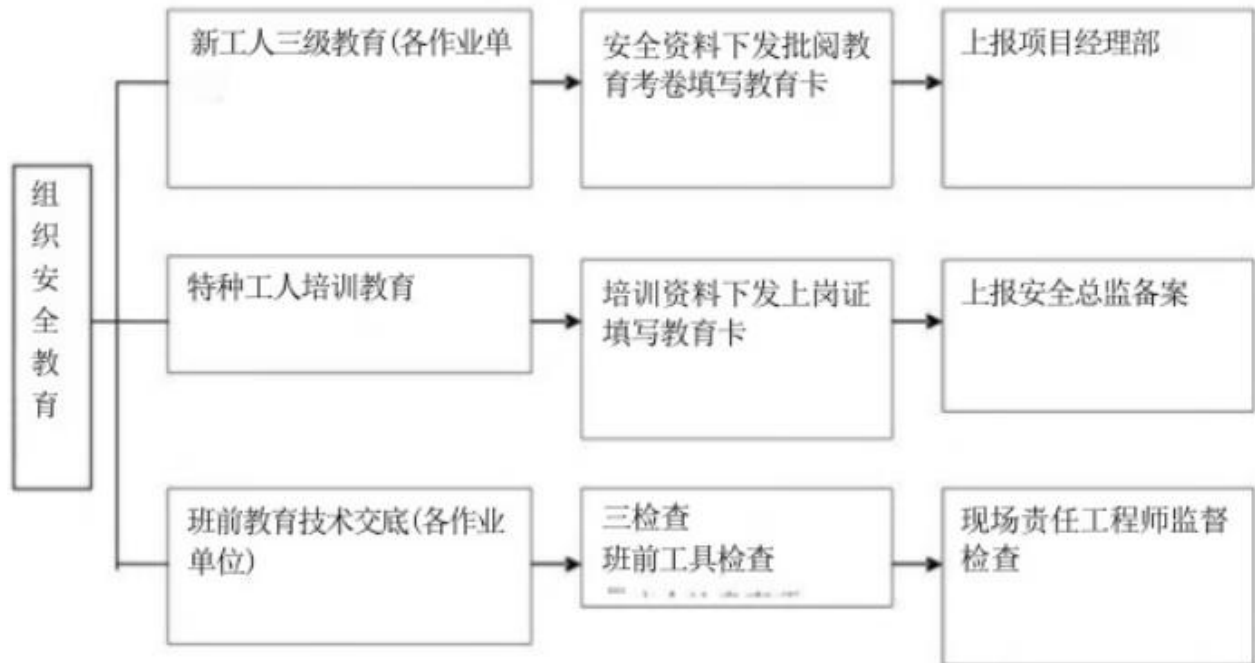 组织安全教育
新工人三级教育(各作业单
安全资料下发批阅教
育考卷填写教育卡
上报项目经理部
特种工人培训教育
培训资料下发上岗证
填写教育卡
上报安全总监备案
班前教育技术交底(各作业
单位)
三检查
班前工具检查
现场责任工程师监督
检查